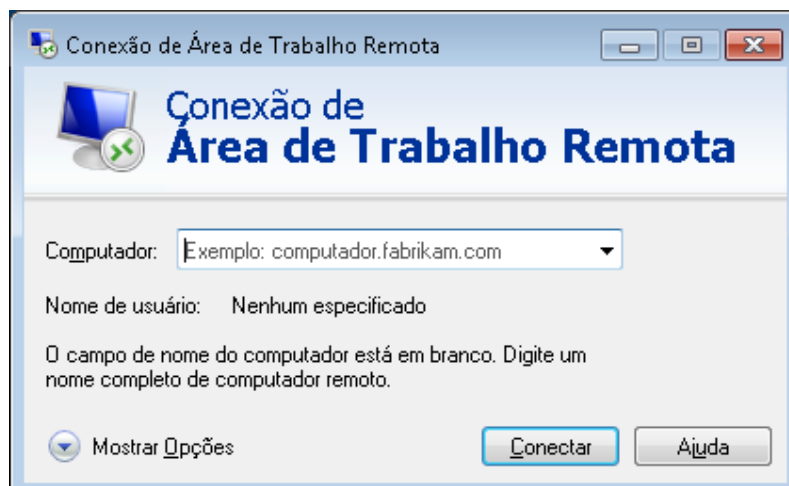 Conexão de Área de Trabalho Remota
Conexão de
Área de Trabalho Remota
Computador: Exemplo: computador.fabrikam.com
Nome de usuário: Nenhum especificado
O campo de nome do computador está em branco. Digite um
nome completo de computador remoto.
Mostrar Opções Conectar Ajuda